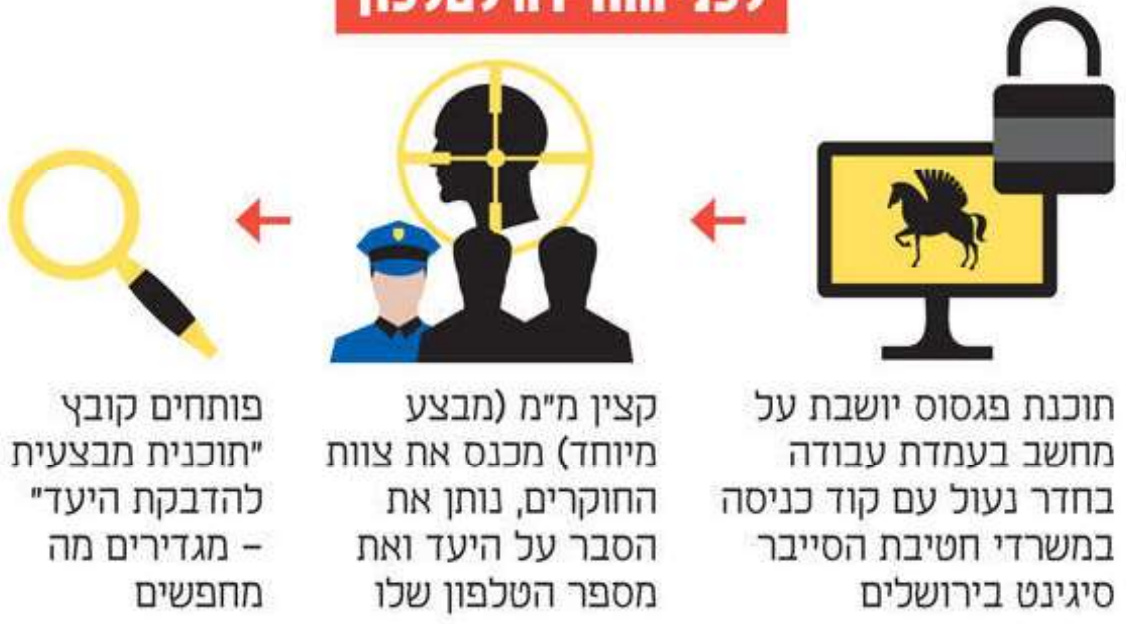 תוכנת פגסוס יושבת על
מחשב בעמדת עבודה
בחדר נעול עם קוד כניסה
במשרדי חטיבת הסייבר
סיגינט בירושלים
קצין מ״מ (מבצע
מיוחד) מכנס את צוות
החוקרים, נותן את
הסבר על היעד ואת
מספר הטלפון שלו
פותחים קובץ
״תוכנית מבצעית
להדבקת היעד״
– מגדירים מה
מחפשים